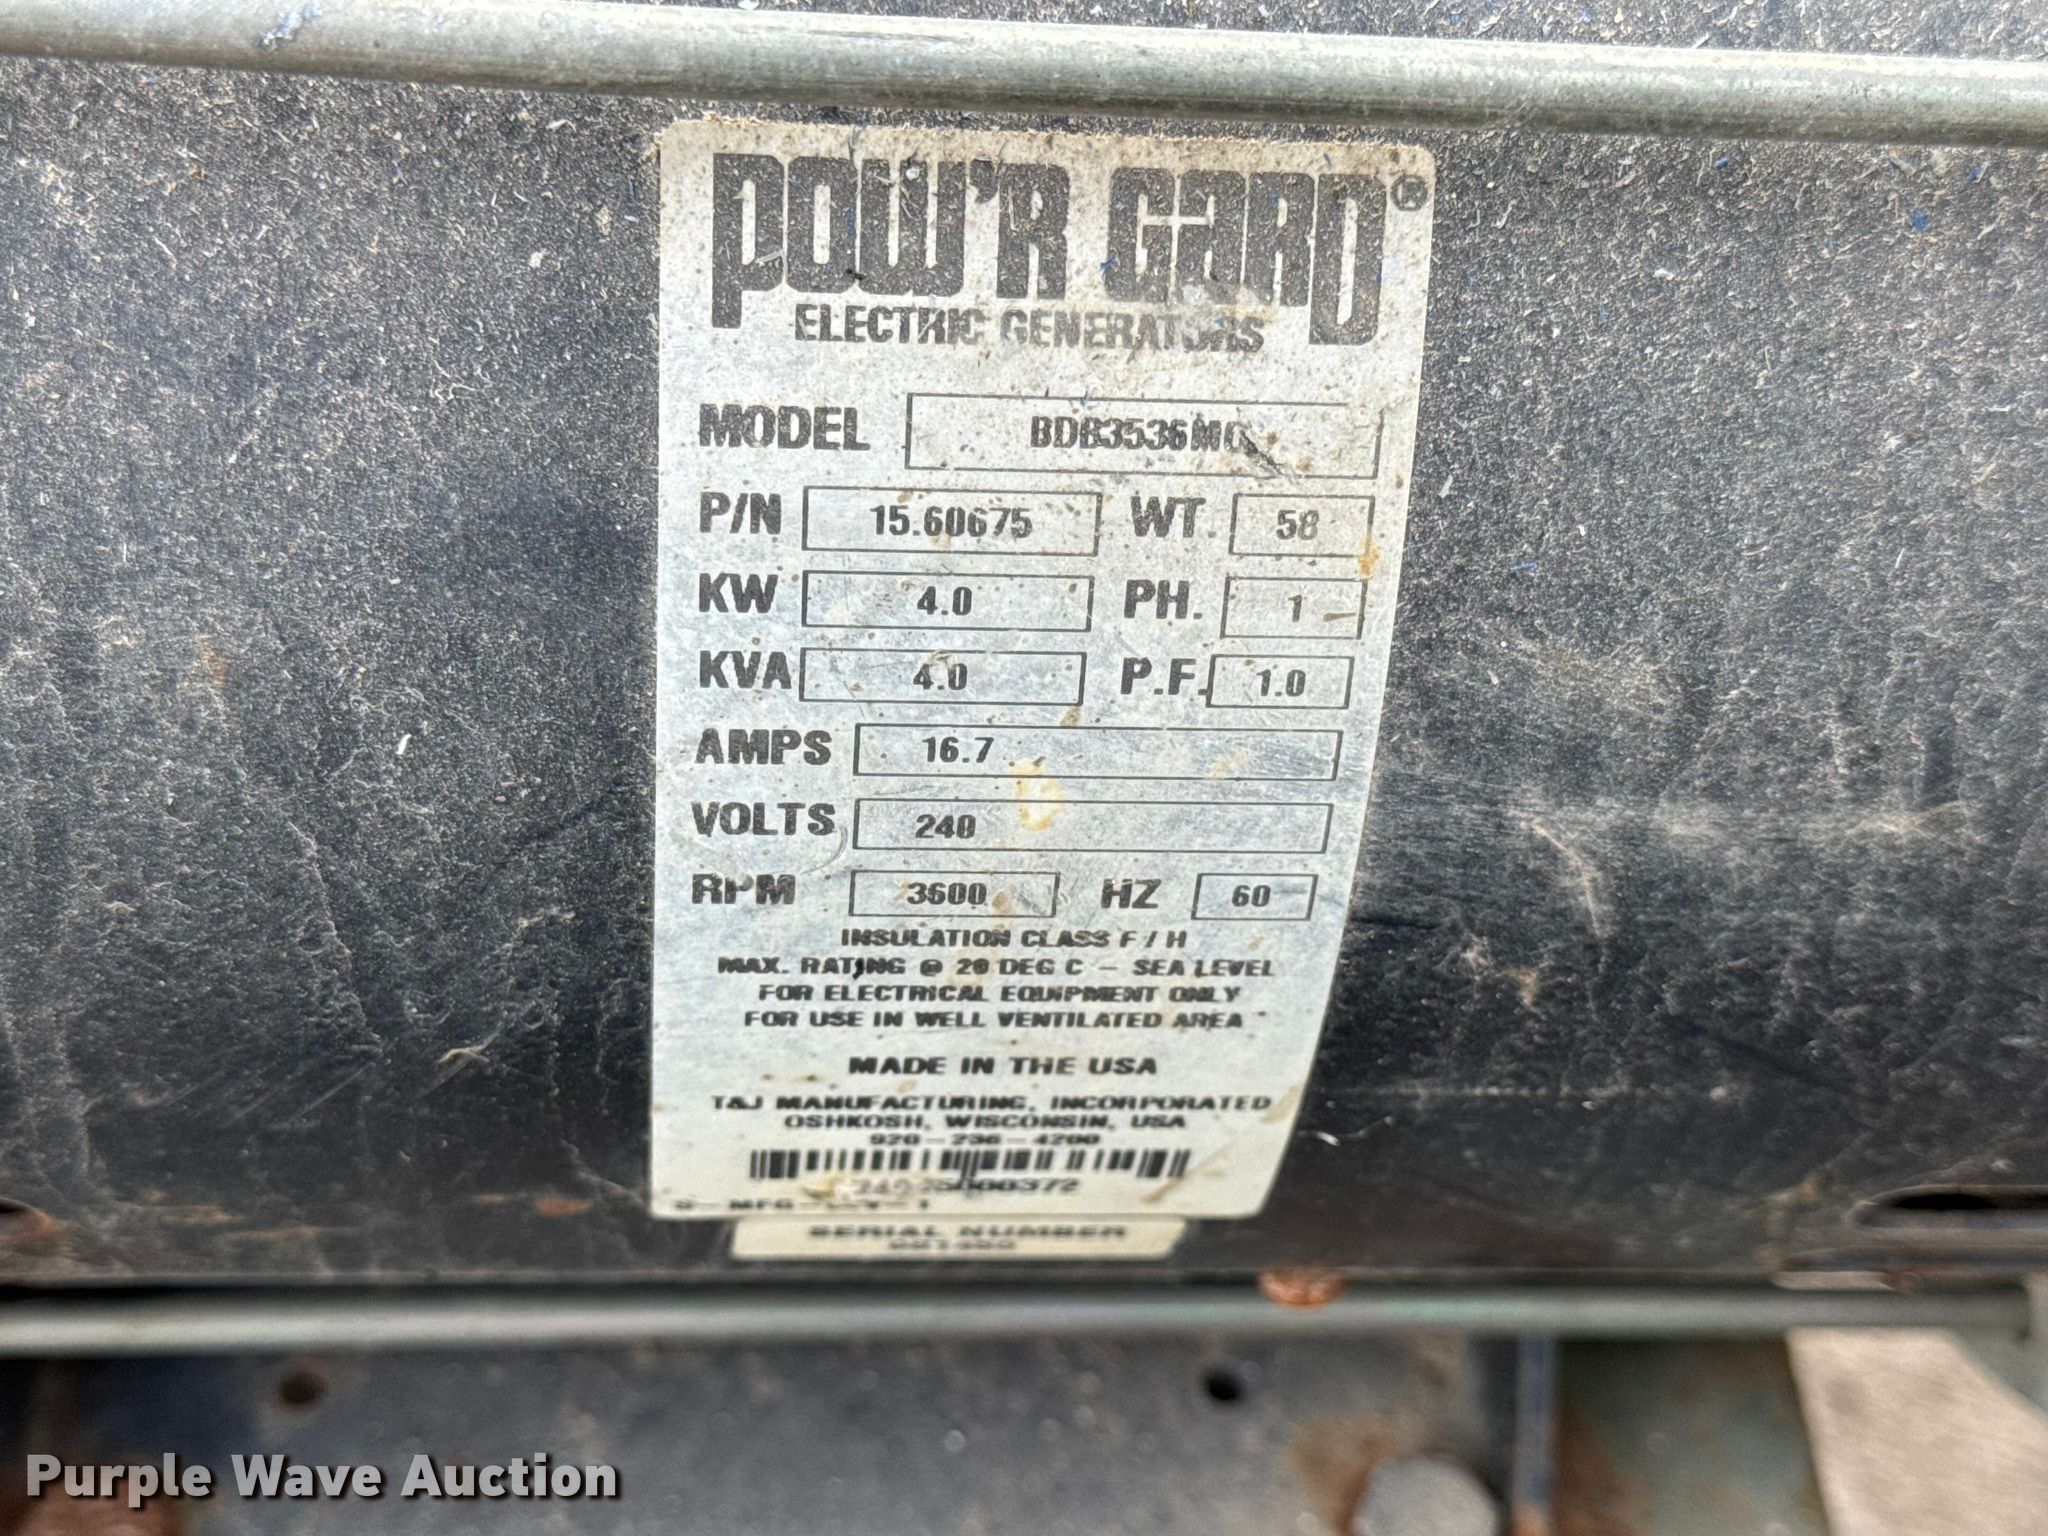 POW'R GARD®
ELECTRIC GENERATORS
MODEL
P/N 15.60675 WT. 58
KW 4.0 PH. 1
KVA 4.0 P.F. 1.0
AMPS 16.7
VOLTS 240
RPM 3600 HZ 60
INSULATION CLASS F / H
MAX. RATING @ 20 DEG C - SEA LEVEL
FOR ELECTRICAL EQUIPMENT ONLY
FOR USE IN WELL VENTILATED AREA
MADE IN THE USA
T&J MANUFACTURING, INCORPORATED
OSHKOSH, WISCONSIN, USA
920-236-4200
SERIAL NUMBER
Purple Wave Auction